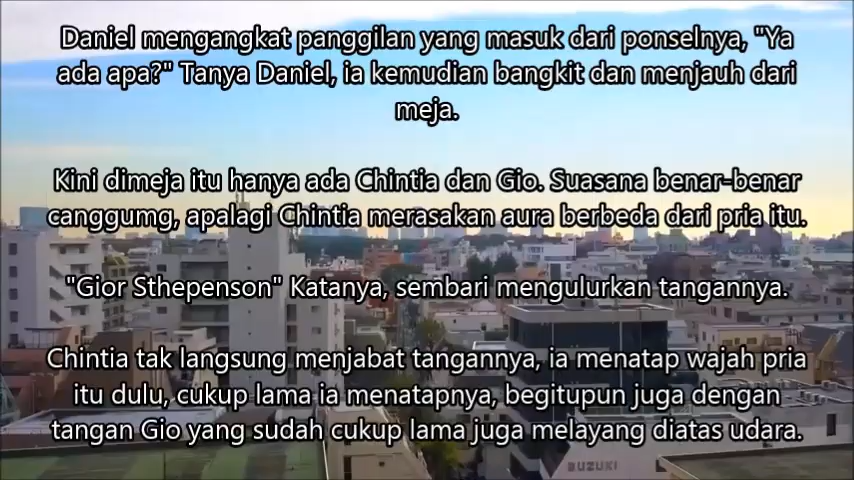 Daniel mengangkat panggilan yang masuk dari ponselnya, "Ya
ada apa?" Tanya Daniel, ia kemudian bangkit dan menjauh dari
meja.
Kini dimeja itu hanya ada Chintia dan Gio. Suasana benar-benar
canggumg, apalagi Chintia merasakan aura berbeda dari pria itu.
"Gior Sthepenson" Katanya, sembari mengulurkan tangannya.
Chintia tak langsung menjabat tangannya, ia menatap wajah pria
itu dulu, cukup lama ia menatapnya, begitupun juga dengan
tangan Gio yang sudah cukup lama juga melayang diatas udara.
BUZUKI